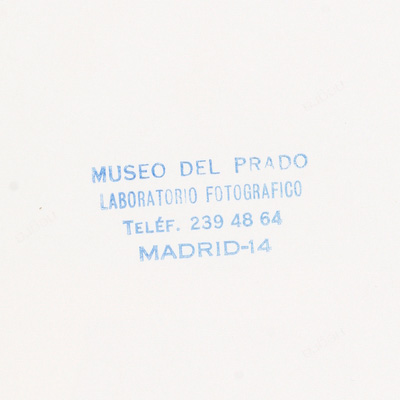 MUSEO DEL PRADO
LABORATORIO FOTOGRAFICO
TELÉF. 239 48 64
MADRID-14